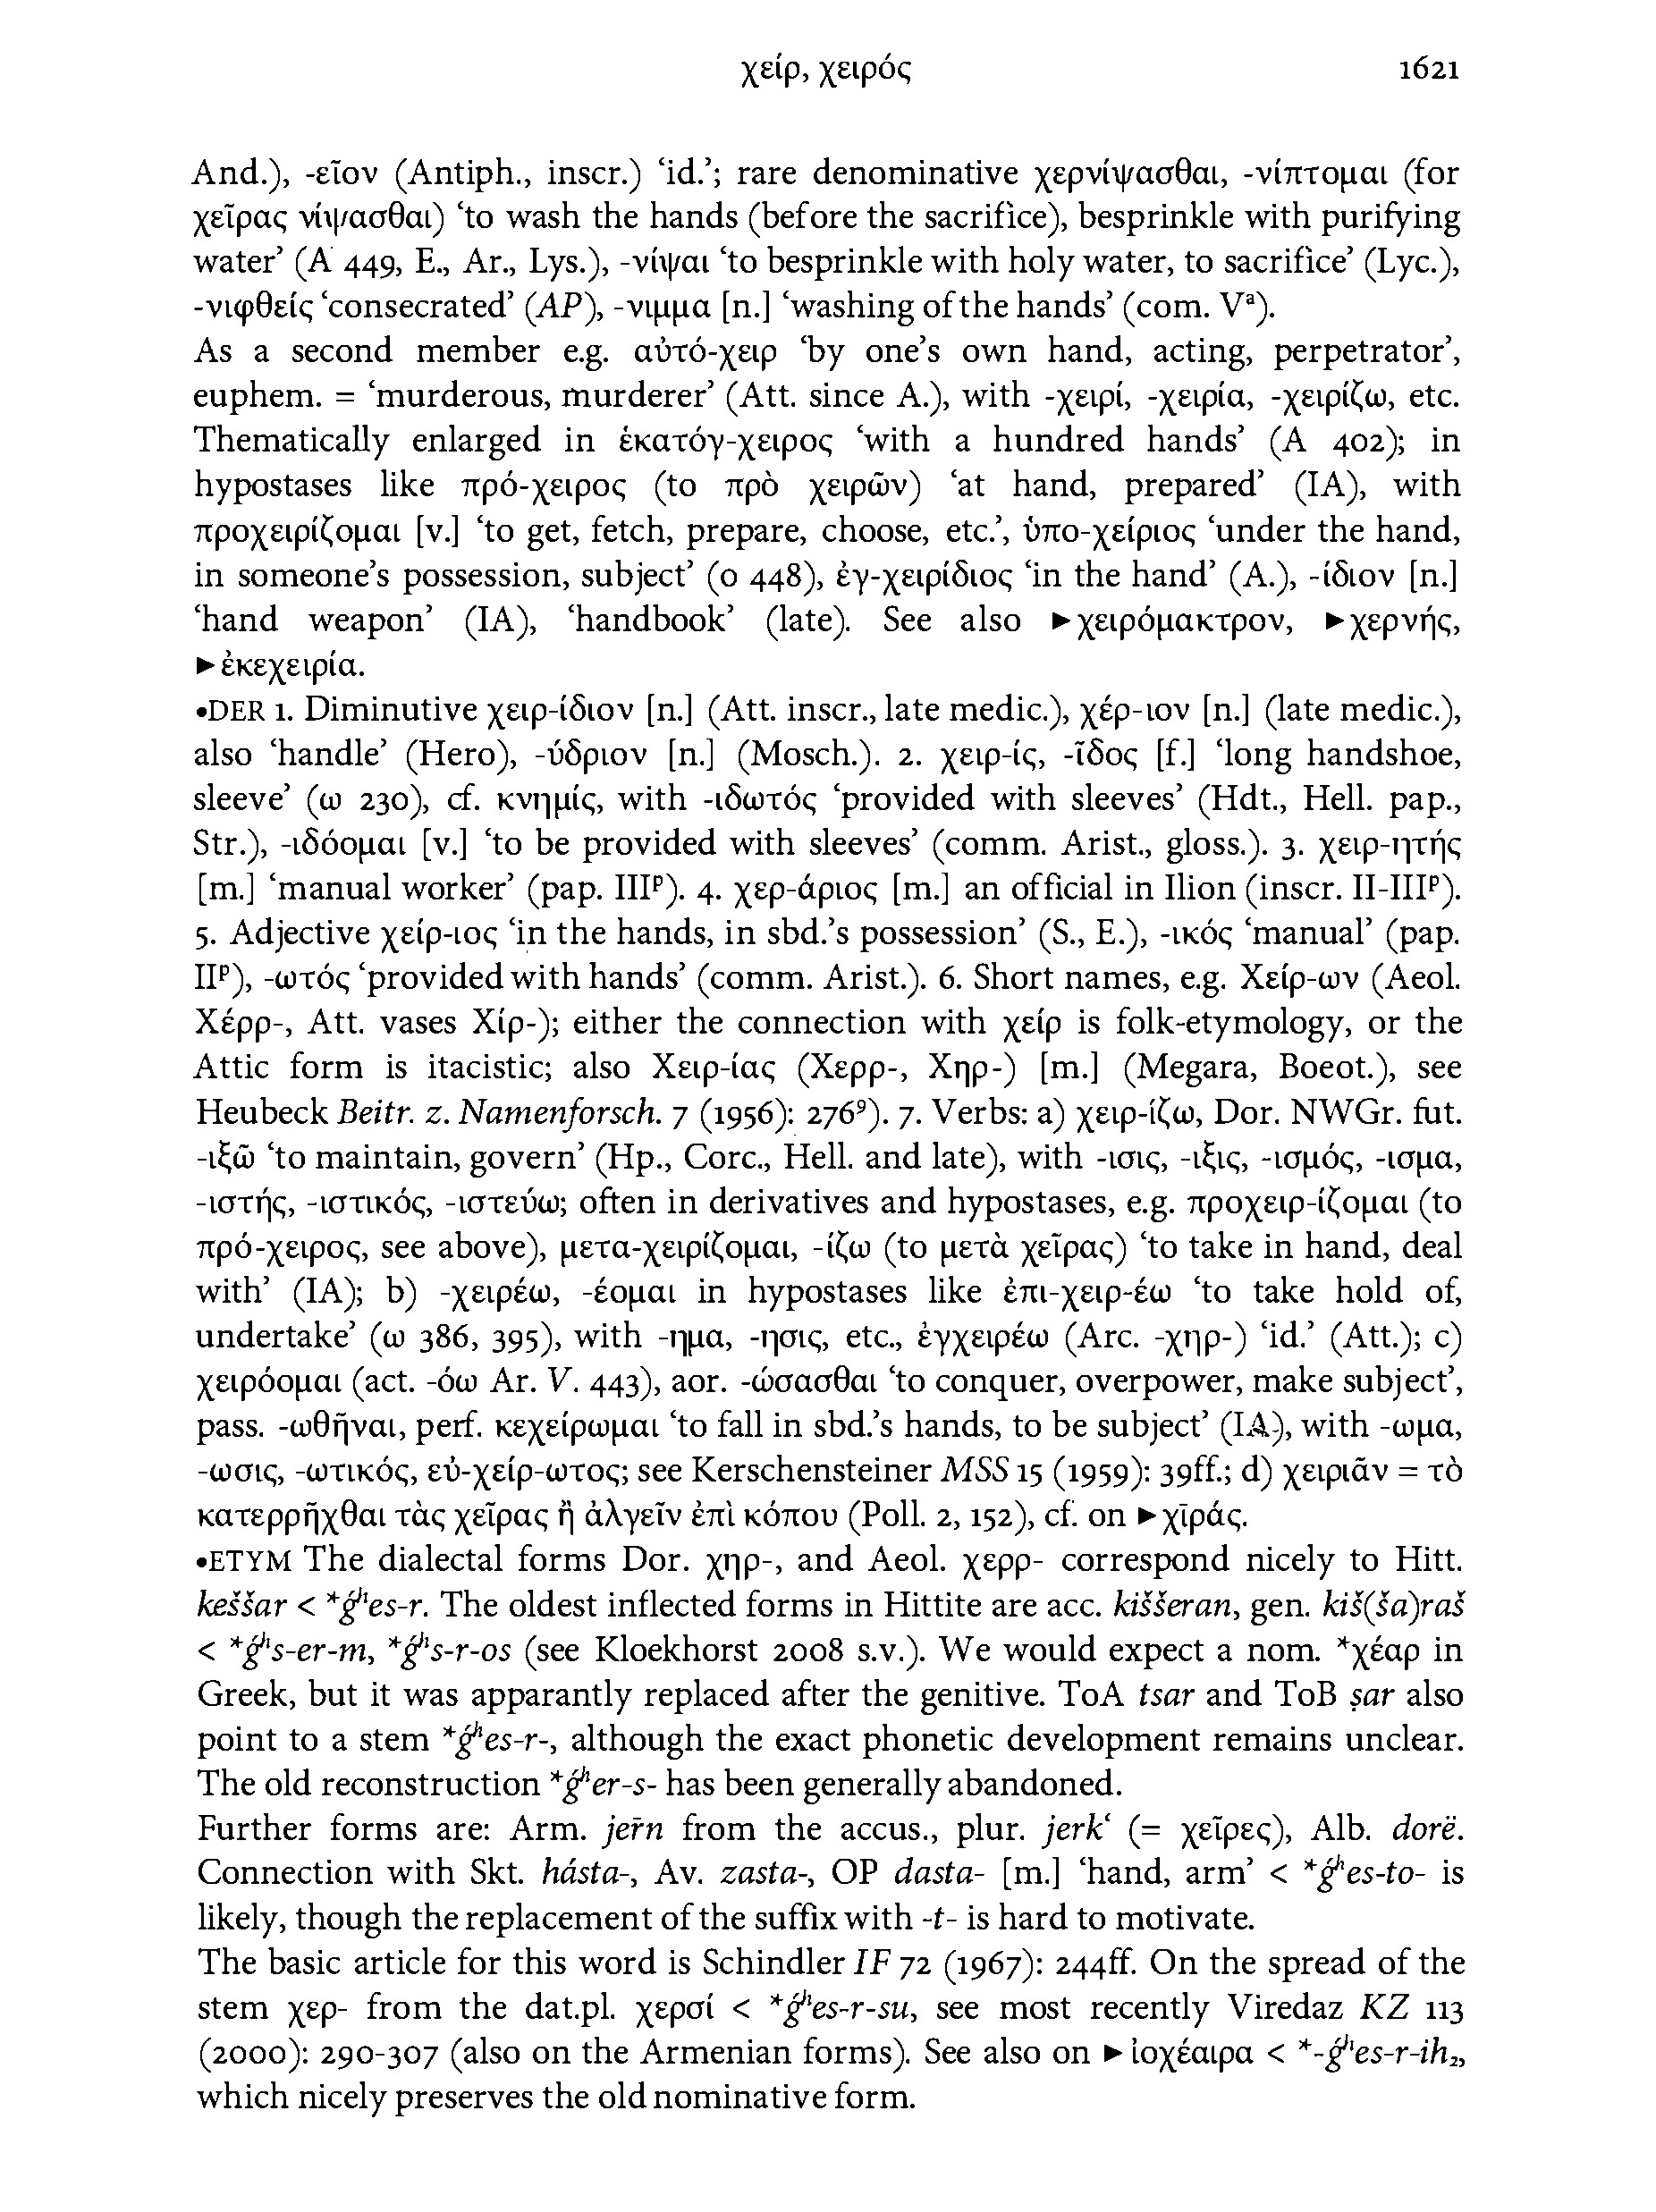 χείρ, χειρός 1621
And.), -εῖον (Antiph., inscr.) ‘id.’; rare denominative χερνίψασθαι, -νίπτομαι (for
χεῖρας νίψασθαι) ‘to wash the hands (before the sacrifice), besprinkle with purifying
water’ (Α 449, E., Ar., Lys.), -νίψαι ‘to besprinkle with holy water, to sacrifice’ (Lyc.),
-νιφθείς ‘consecrated’ (AP), -νιμμα [n.] ‘washing of the hands’ (com. Vª).
As a second member e.g. αὐτό-χειρ ‘by one’s own hand, acting, perpetrator’,
euphem. = ‘murderous, murderer’ (Att. since A.), with -χειρί, -χειρία, -χειρίζω, etc.
Thematically enlarged in ἑκατόγ-χειρος ‘with a hundred hands’ (Α 402); in
hypostases like πρό-χειρος (to πρὸ χειρῶν) ‘at hand, prepared’ (IA), with
προχειρίζομαι [v.] ‘to get, fetch, prepare, choose, etc.’, ὑπο-χείριος ‘under the hand,
in someone’s possession, subject’ (ο 448), ἐγ-χειρίδιος ‘in the hand’ (A.), -ίδιον [n.]
‘hand weapon’ (IA), ‘handbook’ (late). See also ►χειρόμακτρον, ►χερνής,
►ἐκεχειρία.
•DER 1. Diminutive χειρ-ίδιον [n.] (Att. inscr., late medic.), χέρ-ιον [n.] (late medic.),
also ‘handle’ (Hero), -ύδριον [n.] (Mosch.). 2. χειρ-ίς, -ῖδος [f.] ‘long handshoe,
sleeve’ (ω 230), cf. κνημίς, with -ιδωτός ‘provided with sleeves’ (Hdt., Hell. pap.,
Str.), -ιδόομαι [v.] ‘to be provided with sleeves’ (comm. Arist., gloss.). 3. χειρ-ητής
[m.] ‘manual worker’ (pap. IIIᵖ). 4. χερ-άριος [m.] an official in Ilion (inscr. II-IIIᵖ).
5. Adjective χείρ-ιος ‘in the hands, in sbd.’s possession’ (S., E.), -ικός ‘manual’ (pap.
IIᵖ), -ωτός ‘provided with hands’ (comm. Arist.). 6. Short names, e.g. Χείρ-ων (Aeol.
Χέρρ-, Att. vases Χίρ-); either the connection with χείρ is folk-etymology, or the
Attic form is itacistic; also Χειρ-ίας (Χερρ-, Χηρ-) [m.] (Megara, Boeot.), see
Heubeck Beitr. z. Namenforsch. 7 (1956): 276⁹). 7. Verbs: a) χειρ-ίζω, Dor. NWGr. fut.
-ιξῶ ‘to maintain, govern’ (Hp., Corc., Hell. and late), with -ισις, -ιξις, -ισμός, -ισμα,
-ιστής, -ιστικός, -ιστεύω; often in derivatives and hypostases, e.g. προχειρ-ίζομαι (to
πρό-χειρος, see above), μετα-χειρίζομαι, -ίζω (to μετὰ χεῖρας) ‘to take in hand, deal
with’ (IA); b) -χειρέω, -έομαι in hypostases like ἐπι-χειρ-έω ‘to take hold of,
undertake’ (ω 386, 395), with -ημα, -ησις, etc., ἐγχειρέω (Arc. -χηρ-) ‘id.’ (Att.); c)
χειρόομαι (act. -όω Ar. V. 443), aor. -ώσασθαι ‘to conquer, overpower, make subject’,
pass. -ωθῆναι, perf. κεχείρωμαι ‘to fall in sbd.’s hands, to be subject’ (IA), with -ωμα,
-ωσις, -ωτικός, εὐ-χείρ-ωτος; see Kerschensteiner MSS 15 (1959): 39ff.; d) χειριᾶν = τὸ
κατερρῆχθαι τὰς χεῖρας ἢ ἀλγεῖν ἐπὶ κόπου (Poll. 2, 152), cf. on ►χῑράς.
•ETYM The dialectal forms Dor. χηρ-, and Aeol. χερρ- correspond nicely to Hitt.
keššar < *ǵʰes-r. The oldest inflected forms in Hittite are acc. kiššeran, gen. kiš(ša)raš
< *ǵʰs-er-m, *ǵʰs-r-os (see Kloekhorst 2008 s.v.). We would expect a nom. *χέαρ in
Greek, but it was apparantly replaced after the genitive. ToA tsar and ToB ṣar also
point to a stem *ǵʰes-r-, although the exact phonetic development remains unclear.
The old reconstruction *ǵʰer-s- has been generally abandoned.
Further forms are: Arm. jeṙn from the accus., plur. jerk‘ (= χεῖρες), Alb. dorë.
Connection with Skt. hásta-, Av. zasta-, OP dasta- [m.] ‘hand, arm’ < *ǵʰes-to- is
likely, though the replacement of the suffix with -t- is hard to motivate.
The basic article for this word is Schindler IF 72 (1967): 244ff. On the spread of the
stem χερ- from the dat.pl. χερσί < *ǵʰes-r-su, see most recently Viredaz KZ 113
(2000): 290-307 (also on the Armenian forms). See also on ►ἰοχέαιρα < *-ǵʰes-r-ih₂,
which nicely preserves the old nominative form.